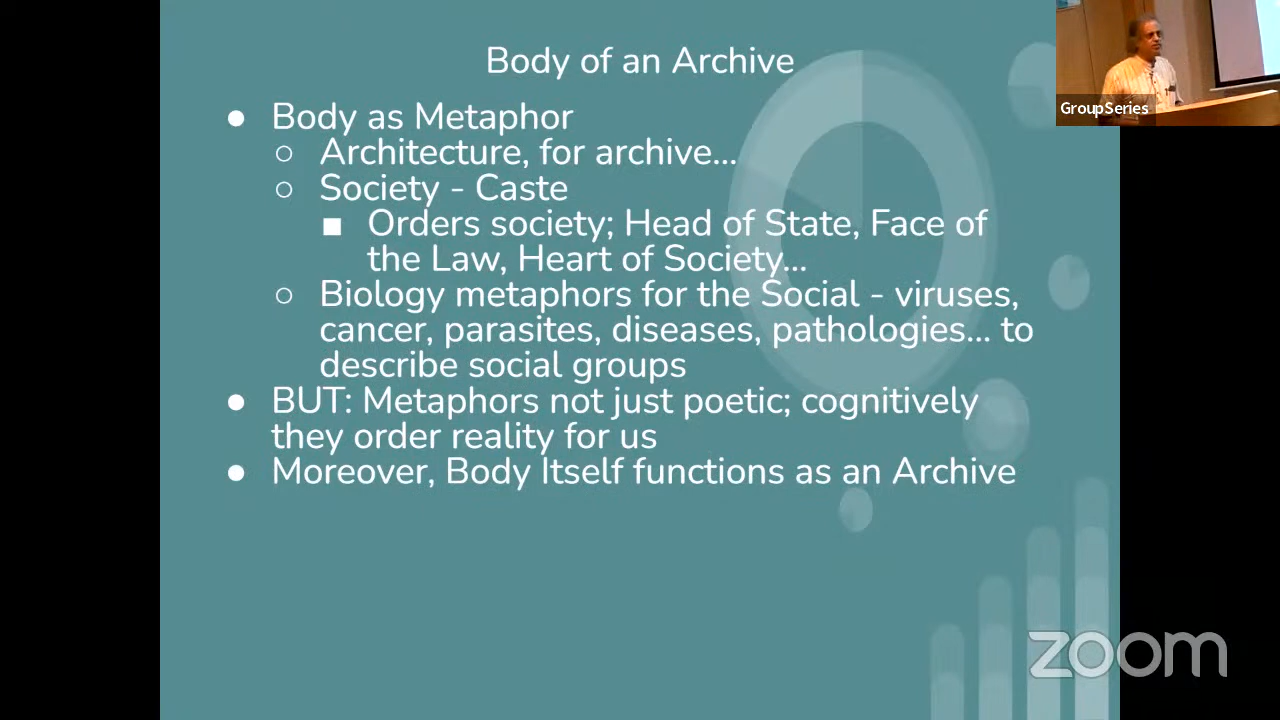 Body of an Archive
GroupSeries
● Body as Metaphor
○ Architecture, for archive...
○ Society - Caste
■ Orders society; Head of State, Face of
the Law, Heart of Society...
○ Biology metaphors for the Social - viruses,
cancer, parasites, diseases, pathologies... to
describe social groups
● BUT: Metaphors not just poetic; cognitively
they order reality for us
● Moreover, Body Itself functions as an Archive
zoom